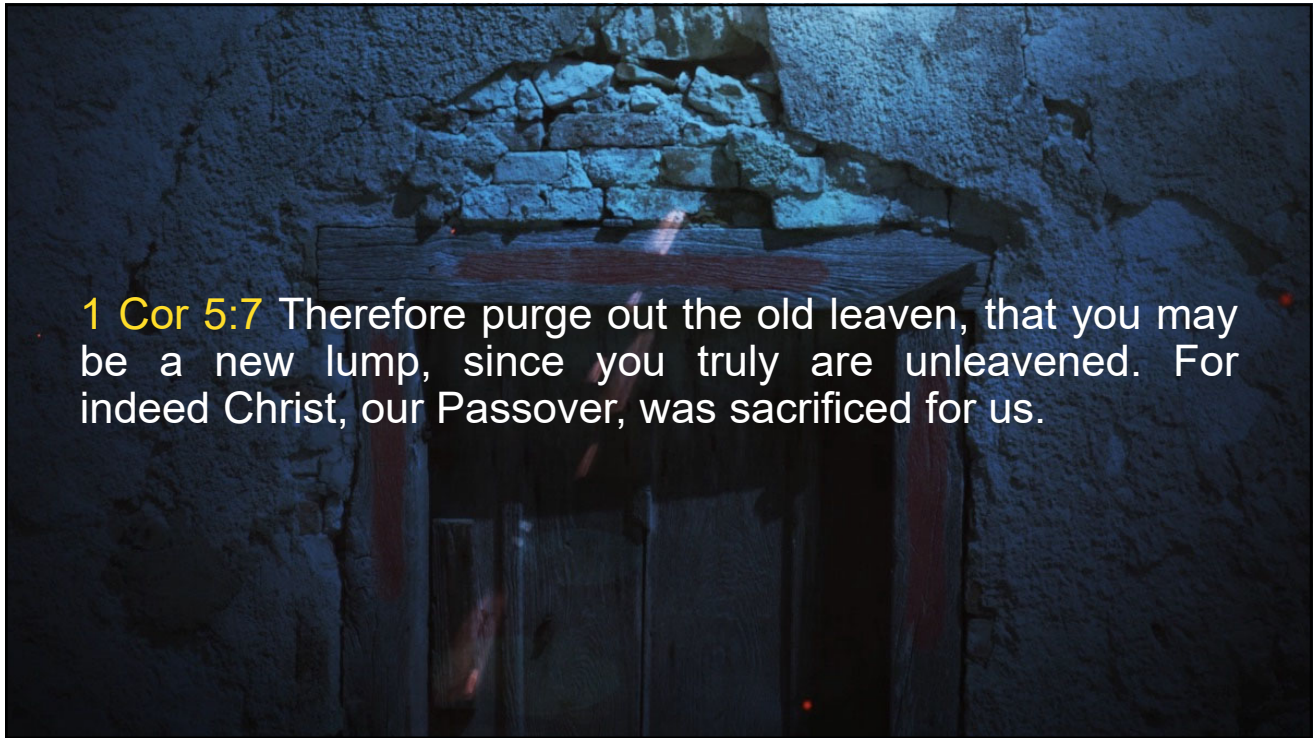 1 Cor 5:7 Therefore purge out the old leaven, that you may
be a new lump, since you truly are unleavened. For
indeed Christ, our Passover, was sacrificed for us.